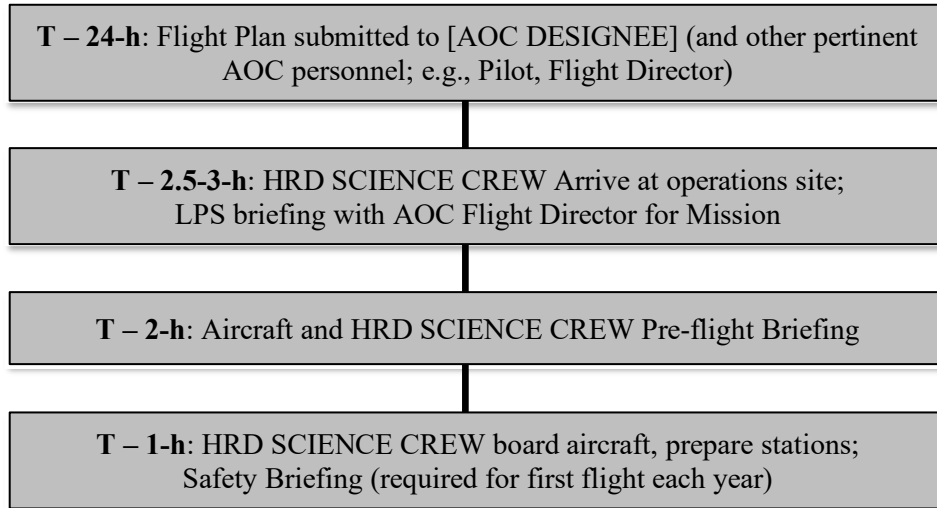 T – 24-h: Flight Plan submitted to [AOC DESIGNEE] (and other pertinent
AOC personnel; e.g., Pilot, Flight Director)
T – 2.5-3-h: HRD SCIENCE CREW Arrive at operations site;
LPS briefing with AOC Flight Director for Mission
T – 2-h: Aircraft and HRD SCIENCE CREW Pre-flight Briefing
T – 1-h: HRD SCIENCE CREW board aircraft, prepare stations;
Safety Briefing (required for first flight each year)